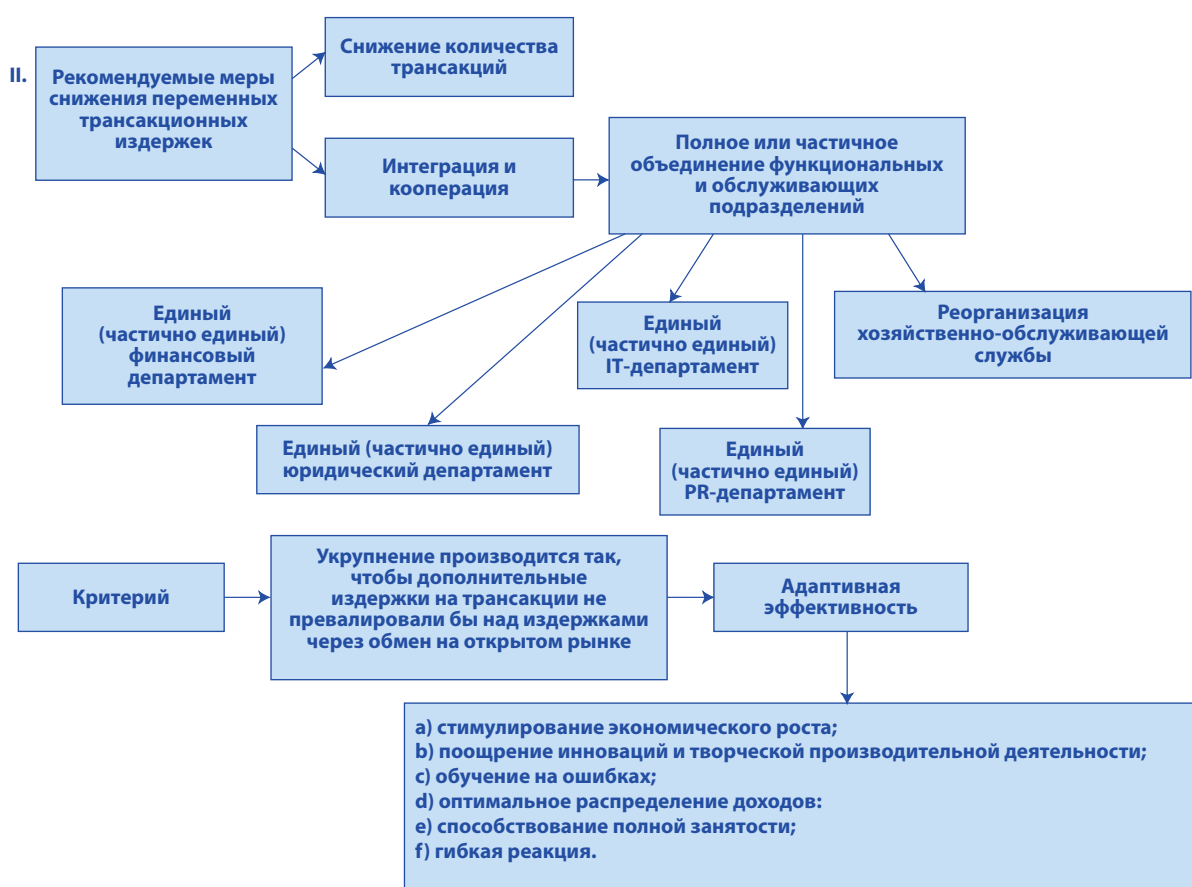 II.
Рекомендуемые меры
снижения переменных
трансакционных
издержек
Снижение количества
трансакций
Интеграция и
кооперация
Полное или частичное
объединение функциональных
и обслуживающих
подразделений
Единый
(частично единый)
финансовый
департамент
Единый (частично единый)
юридический департамент
Единый
(частично единый)
IT-департамент
Единый
(частично единый)
PR-департамент
Реорганизация
хозяйственно-обслуживающей
службы
Критерий
Укрупнение производится так,
чтобы дополнительные
издержки на трансакции не
превалировали бы над издержками
через обмен на открытом рынке
Адаптивная
эффективность
a) стимулирование экономического роста;
b) поощрение инноваций и творческой производительной деятельности;
c) обучение на ошибках;
d) оптимальное распределение доходов:
e) способствование полной занятости;
f) гибкая реакция.